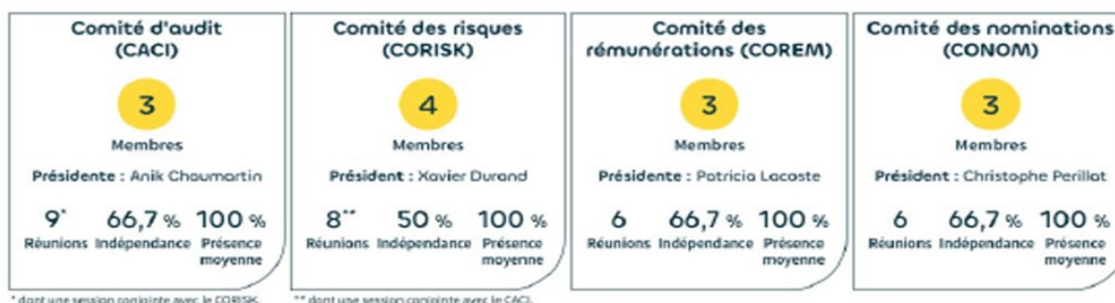 Comité d'audit
(CACI)
3
Membres
Présidente : Anik Chaumartin
9* 66,7 % 100 %
Réunions Indépendance Présence
moyenne
* dont une session conjointe avec le CORISK.
Comité des risques
(CORISK)
4
Membres
Président : Xavier Durand
8** 50 % 100 %
Réunions Indépendance Présence
moyenne
** dont une session conjointe avec le CACI.
Comité des
rémunérations (COREM)
3
Membres
Présidente : Patricia Lacoste
6 66,7 % 100 %
Réunions Indépendance Présence
moyenne
Comité des nominations
(CONOM)
3
Membres
Président : Christophe Perillat
6 66,7 % 100 %
Réunions Indépendance Présence
moyenne